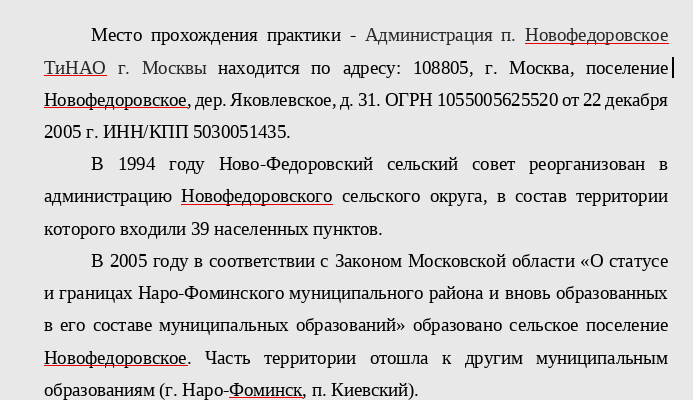 Место прохождения практики - Администрация п. Новофедоровское
ТиНАО г. Москвы находится по адресу: 108805, г. Москва, поселение
Новофедоровское, дер. Яковлевское, д. 31. ОГРН 1055005625520 от 22 декабря
2005 г. ИНН/КПП 5030051435.
В 1994 году Ново-Федоровский сельский совет реорганизован в
администрацию Новофедоровского сельского округа, в состав территории
которого входили 39 населенных пунктов.
В 2005 году в соответствии с Законом Московской области «О статусе
и границах Наро-Фоминского муниципального района и вновь образованных
в его составе муниципальных образований» образовано сельское поселение
Новофедоровское. Часть территории отошла к другим муниципальным
образованиям (г. Наро-Фоминск, п. Киевский).